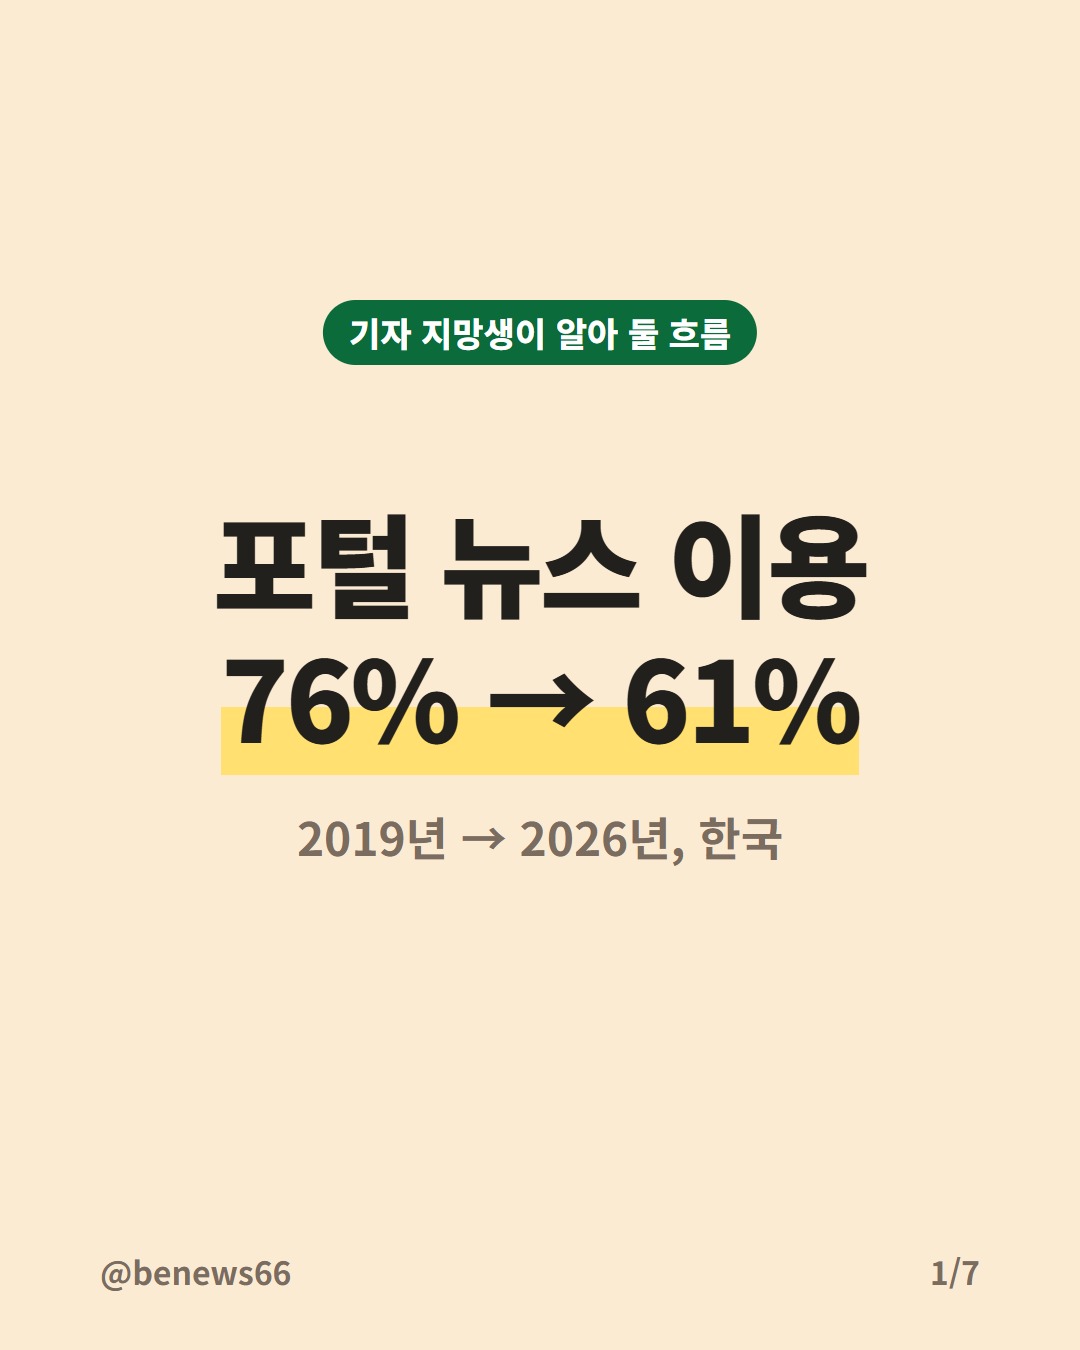 기자 지망생이 알아 둘 흐름
포털 뉴스 이용
76% → 61%
2019년 → 2026년, 한국
@benews66
1/7